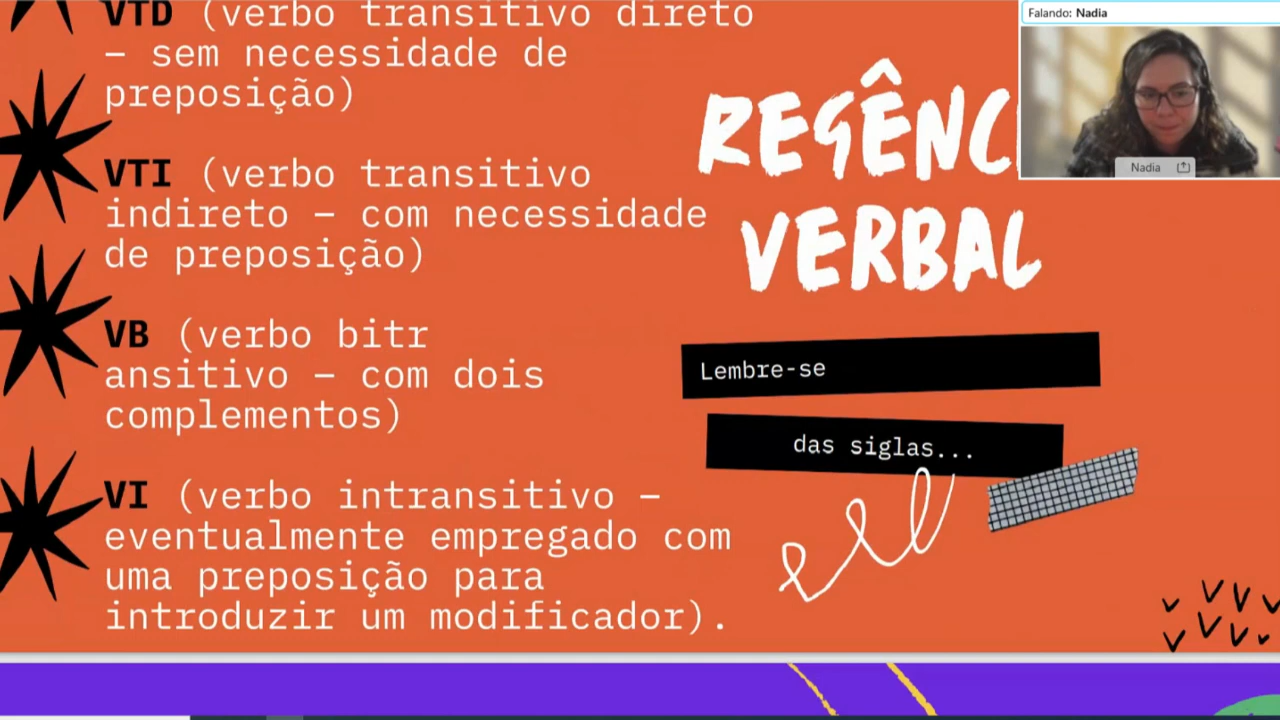 VTD (verbo transitivo direto
– sem necessidade de
preposição)
VTI (verbo transitivo
indireto – com necessidade
de preposição)
VB (verbo bitr
ansitivo – com dois
complementos)
VI (verbo intransitivo –
eventualmente empregado com
uma preposição para
introduzir um modificador).
REGÊNC
VERBAL
Lembre-se
das siglas...
Falando: Nadia
Nadia